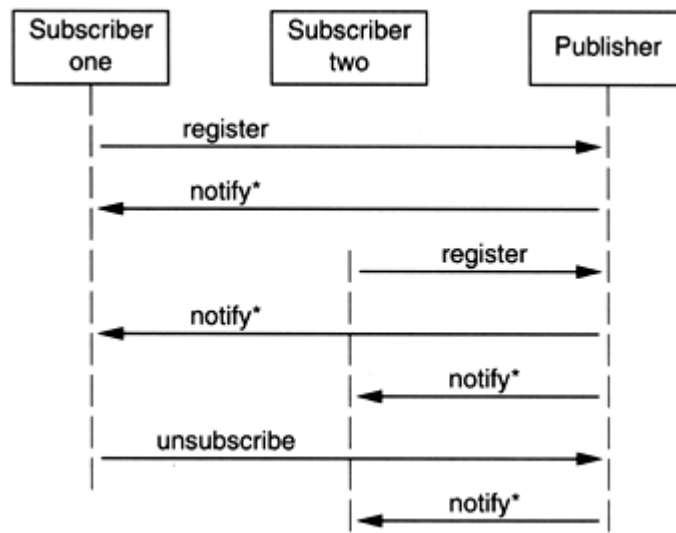 Subscriber
one
Subscriber
two
Publisher
register
notify*
register
notify*
notify*
unsubscribe
notify*